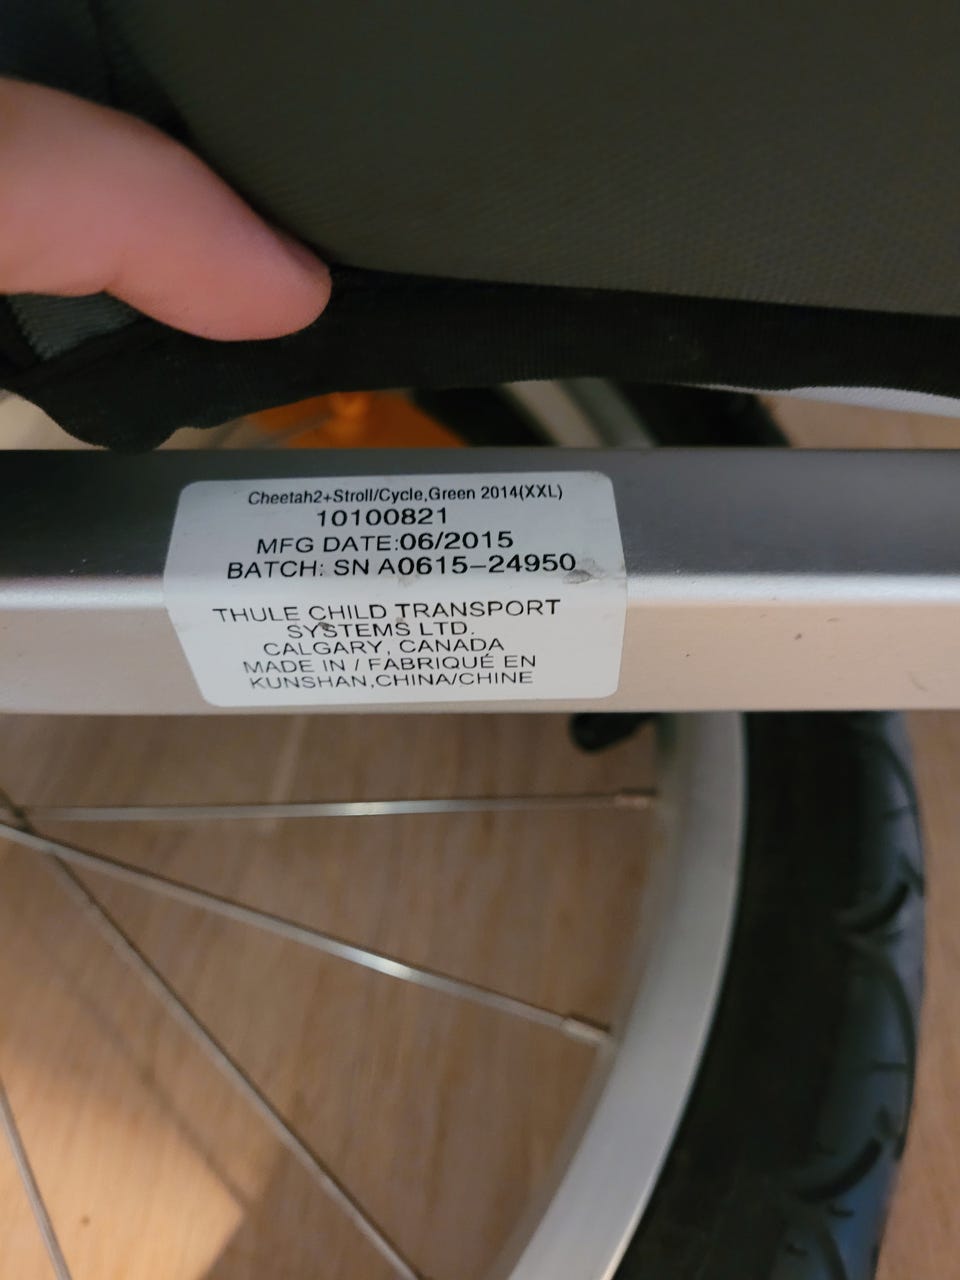 Cheetah2+Stroll/Cycle,Green 2014(XXL)
10100821
MFG DATE:06/2015
BATCH: SN A0615-24950
THULE CHILD TRANSPORT
SYSTEMS LTD.
CALGARY, CANADA
MADE IN / FABRIQUÉ EN
KUNSHAN,CHINA/CHINE